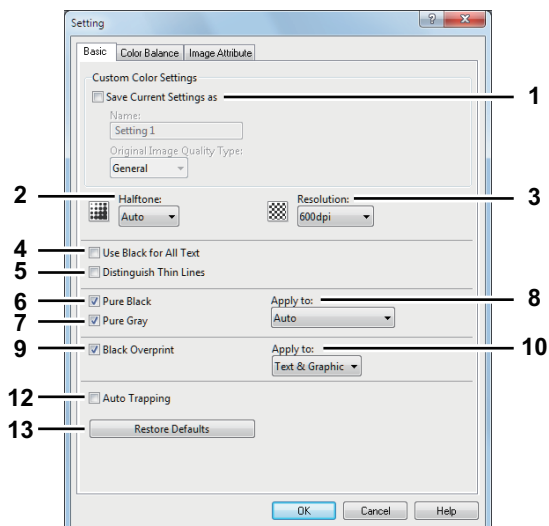 Setting
Basic Color Balance Image Attribute
Custom Color Settings
Save Current Settings as 1
Name:
Setting 1
Original Image Quality Type:
General
2 Halftone: Resolution: 3
Auto 600dpi
4 Use Black for All Text
5 Distinguish Thin Lines
6 Pure Black Apply to: 8
7 Pure Gray Auto
9 Black Overprint Apply to: 10
Text & Graphic
12 Auto Trapping
13 Restore Defaults
OK Cancel Help